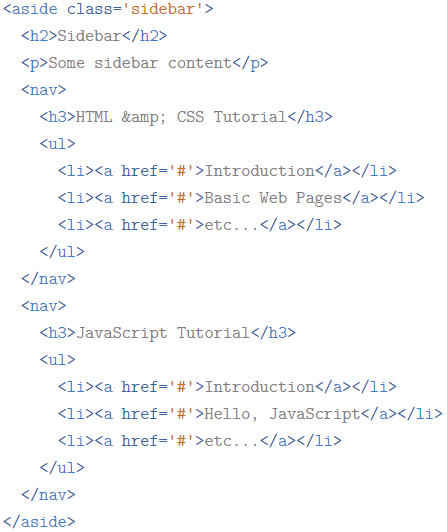 <aside class='sidebar'>
  <h2>Sidebar</h2>
  <p>Some sidebar content</p>
  <nav>
    <h3>HTML &amp; CSS Tutorial</h3>
    <ul>
      <li><a href='#'>Introduction</a></li>
      <li><a href='#'>Basic Web Pages</a></li>
      <li><a href='#'>etc...</a></li>
    </ul>
  </nav>
  <nav>
    <h3>JavaScript Tutorial</h3>
    <ul>
      <li><a href='#'>Introduction</a></li>
      <li><a href='#'>Hello, JavaScript</a></li>
      <li><a href='#'>etc...</a></li>
    </ul>
  </nav>
</aside>